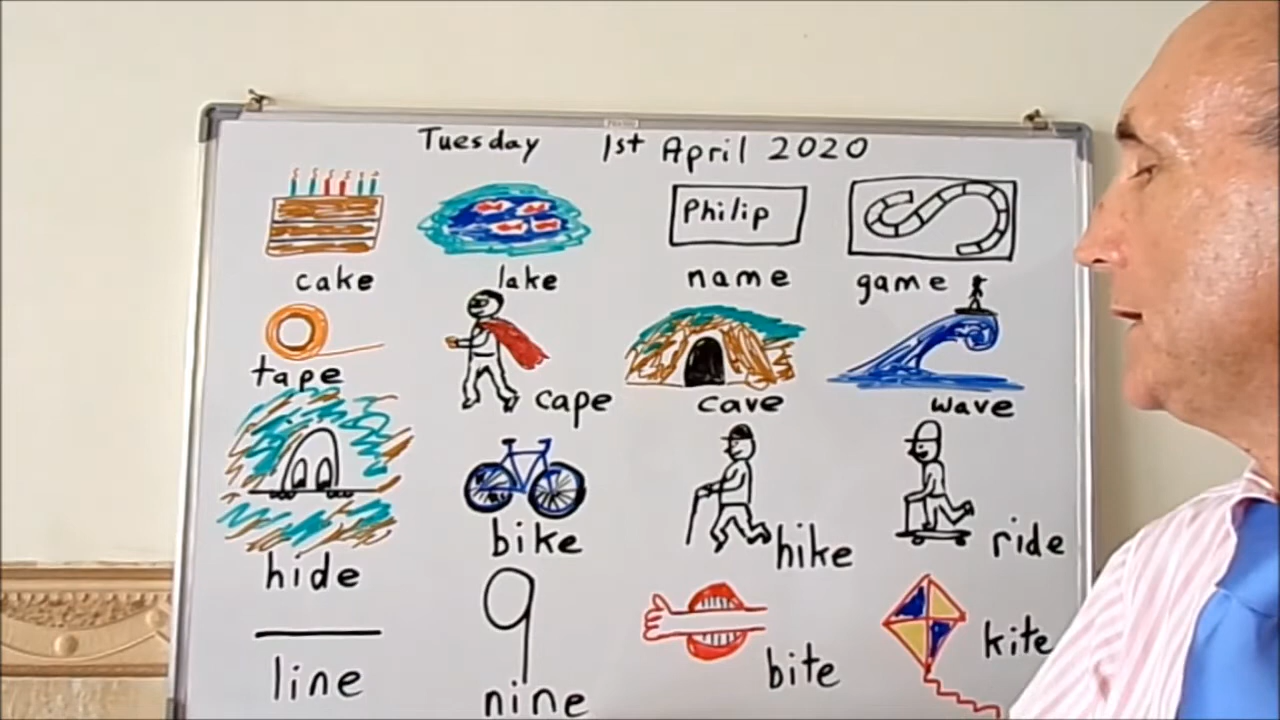 Tuesday 1st April 2020
Philip
cake lake name game
tape cape cave wave
hide bike hike ride
line nine bite kite
9